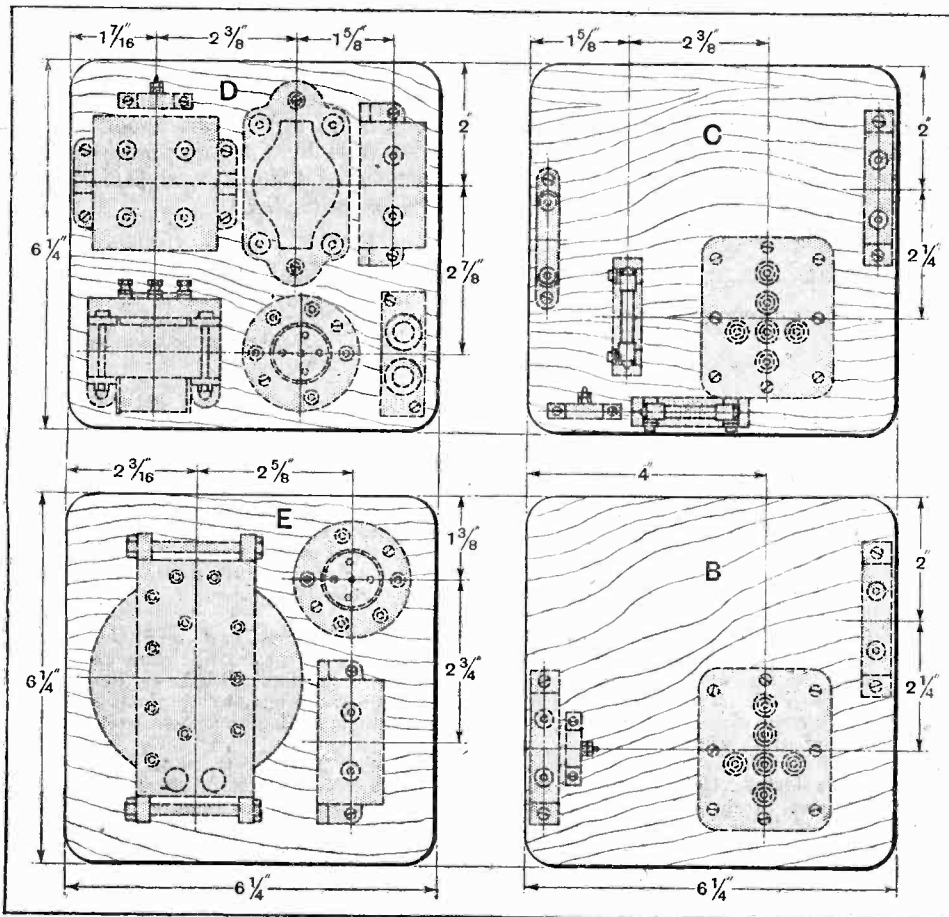 1 7/16" 2 3/8" 1 5/8"
1 5/8" 2 3/8"
D
C
2"
2"
6 1/4"
2 7/8"
2 1/4"
2 3/16" 2 5/8"
4"
E
B
1 3/8"
2"
6 1/4"
2 3/4"
2 1/4"
6 1/4"
6 1/4"